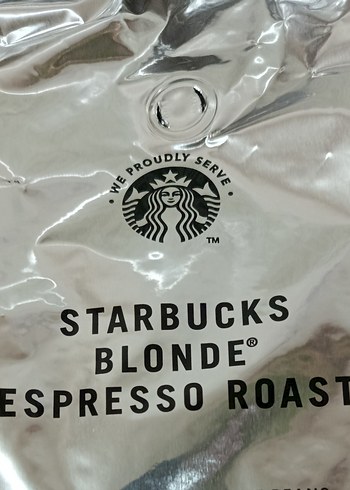 • WE PROUDLY SERVE •
TM
STARBUCKS
BLONDE®
ESPRESSO ROAST